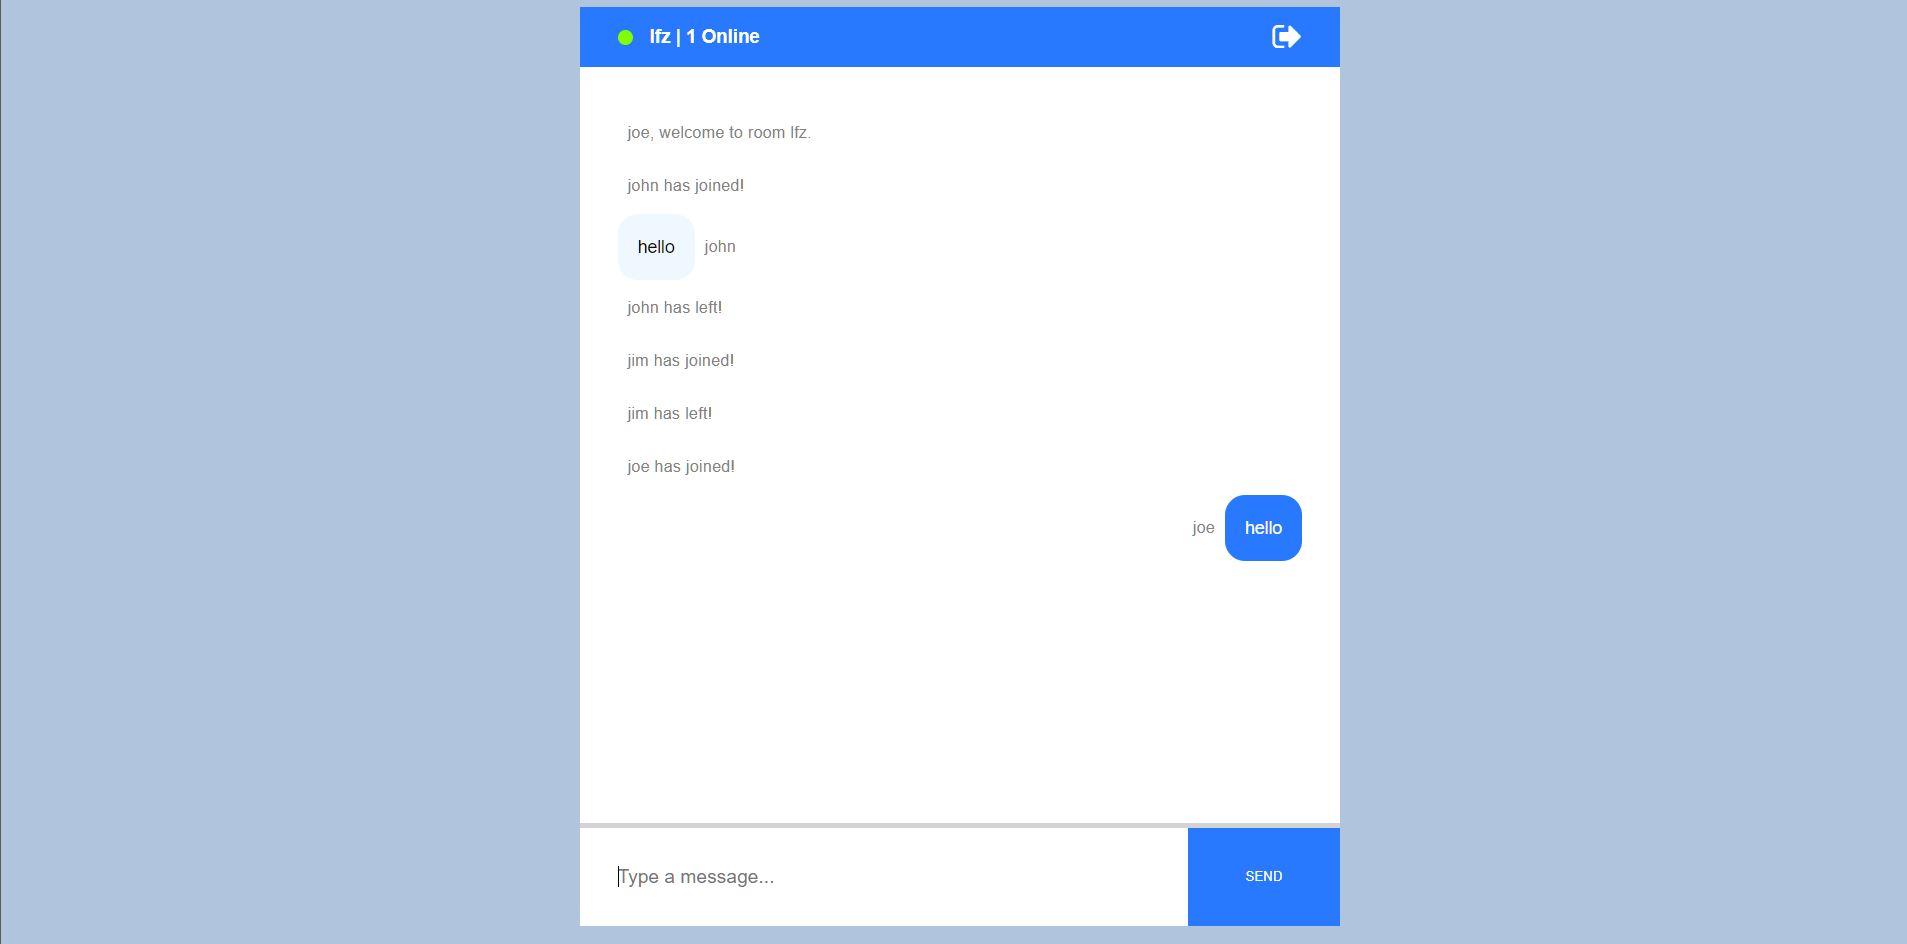 lfz | 1 Online
joe, welcome to room lfz.
john has joined!
hello john
john has left!
jim has joined!
jim has left!
joe has joined!
joe hello
Type a message...
SEND